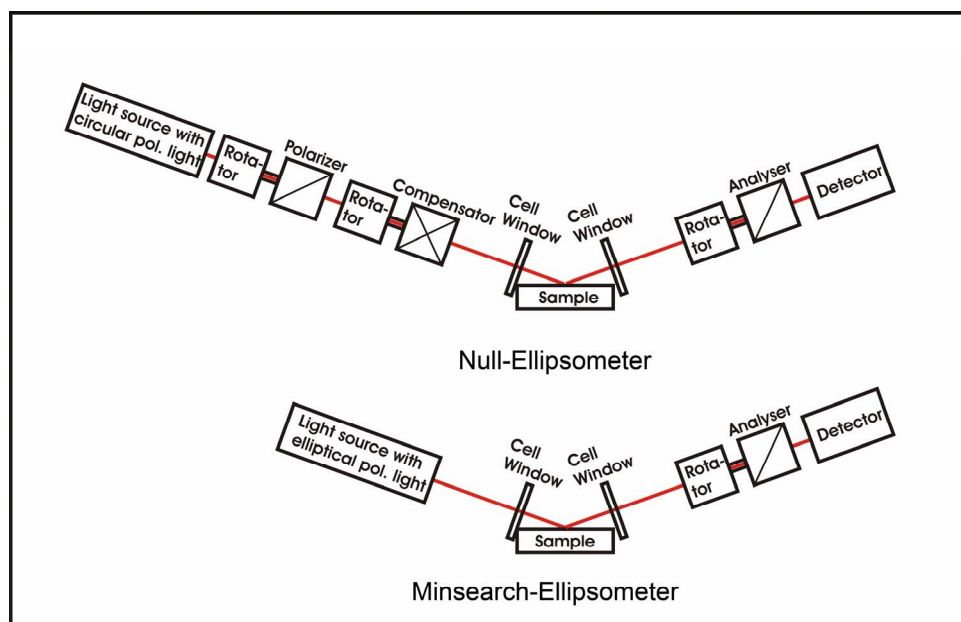 Light source with
circular pol. light
Rota-
tor
Polarizer
Rota-
tor
Compensator
Cell
Window
Cell
Window
Sample
Rota-
tor
Analyser
Detector
Null-Ellipsometer
Light source with
elliptical pol. light
Cell
Window
Cell
Window
Sample
Rota-
tor
Analyser
Detector
Minsearch-Ellipsometer